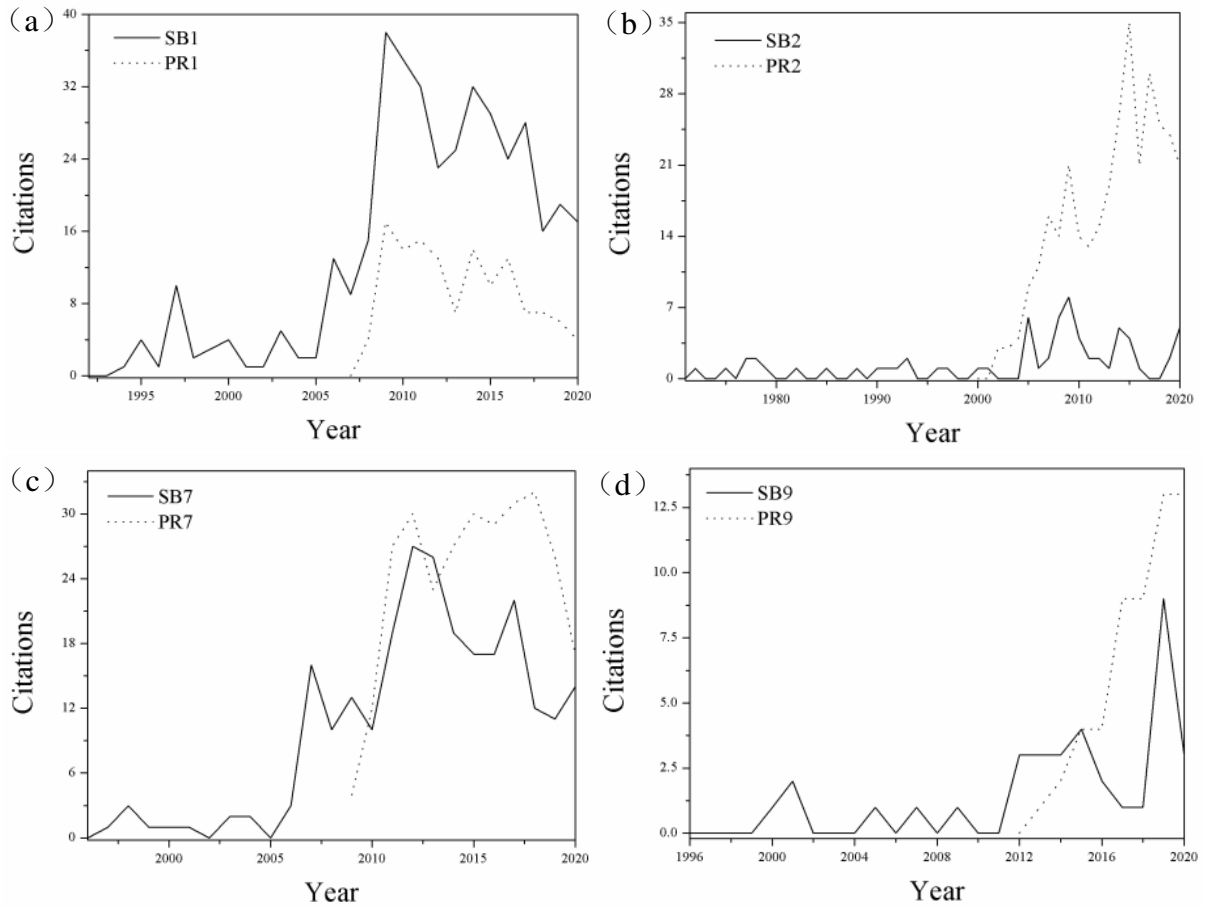 （a）
SB1
PR1
Citations
40
32
24
16
8
0
1995
2000
2005
2010
2015
2020
Year
（b）
SB2
PR2
Citations
35
28
21
14
7
0
1980
1990
2000
2010
2020
Year
（c）
SB7
PR7
Citations
30
24
18
12
6
0
2000
2005
2010
2015
2020
Year
（d）
SB9
PR9
Citations
12.5
10.0
7.5
5.0
2.5
0.0
1996
2000
2004
2008
2012
2016
2020
Year